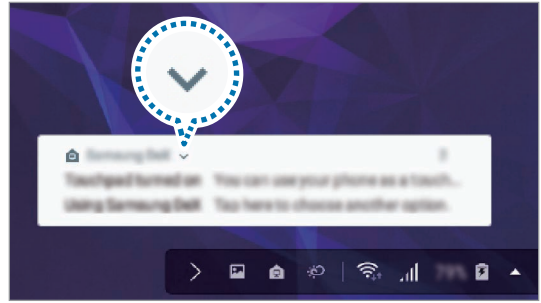 Samsung DeX
Touchpad turned on You can use your phone as a touch...
Using Samsung DeX Tap here to choose another option.
79%